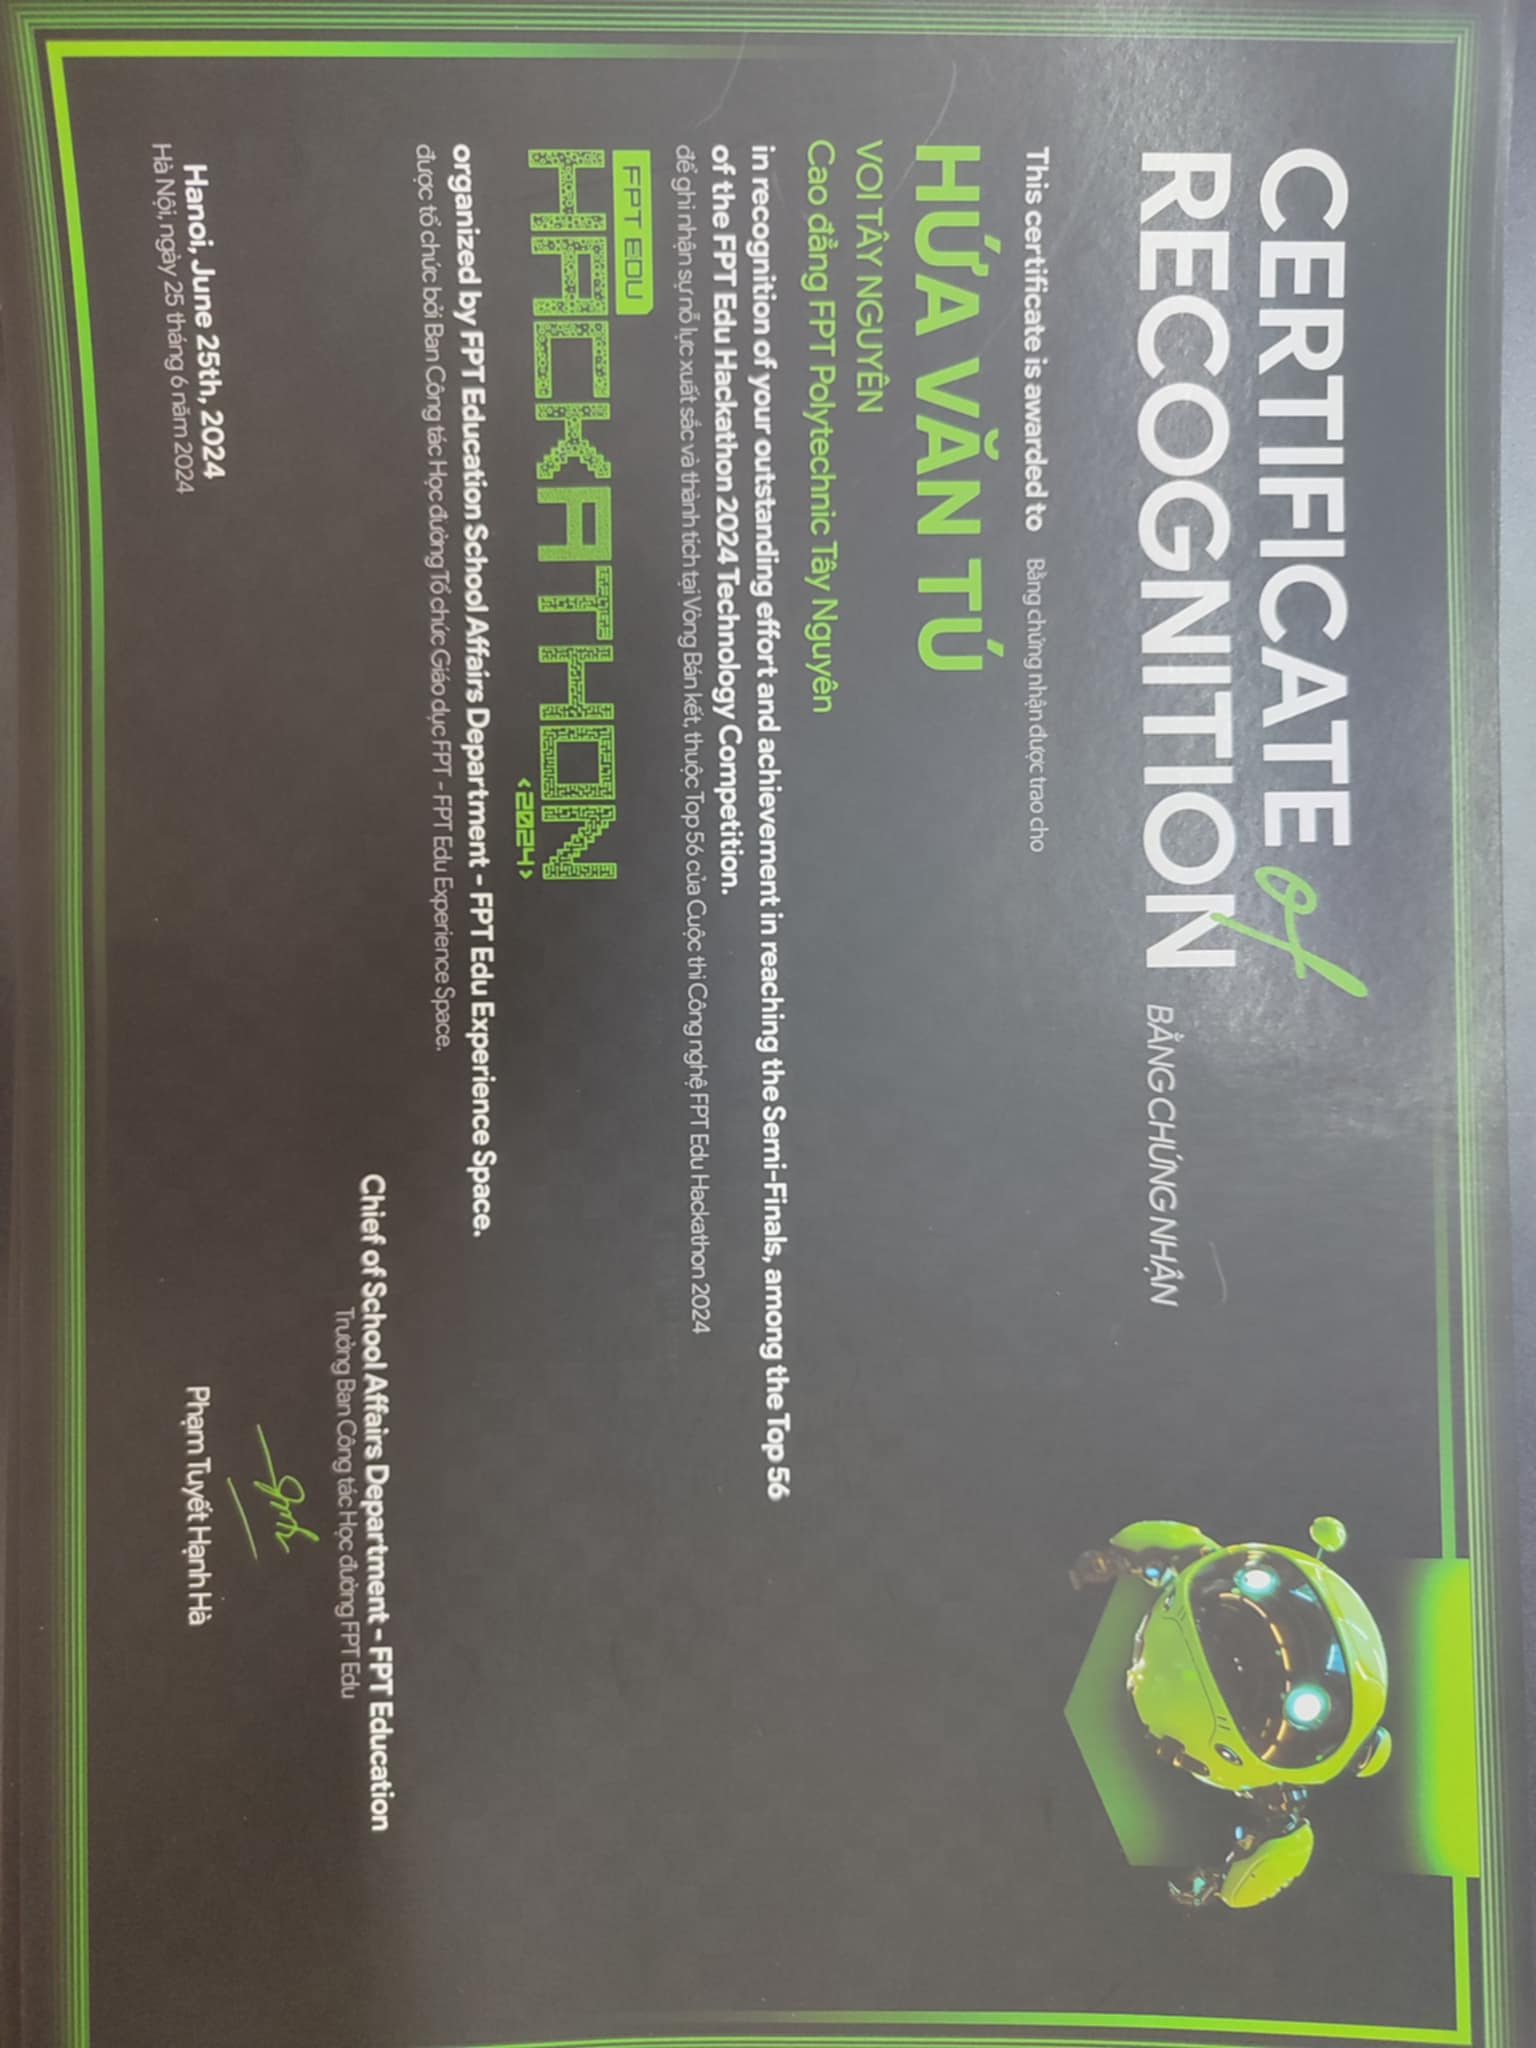 CERTIFICATE of
RECOGNITION BẰNG CHỨNG NHẬN
This certificate is awarded to Bằng chứng nhận được trao cho
HỨA VĂN TÚ
VOI TÂY NGUYÊN
Cao đẳng FPT Polytechnic Tây Nguyên
in recognition of your outstanding effort and achievement in reaching the Semi-Finals, among the Top 56
of the FPT Edu Hackathon 2024 Technology Competition.
để ghi nhận sự nỗ lực xuất sắc và thành tích tại Vòng Bán kết, thuộc Top 56 của Cuộc thi Công nghệ FPT Edu Hackathon 2024
FPT EDU
HACKATHON
<2024>
organized by FPT Education School Affairs Department - FPT Edu Experience Space.
được tổ chức bởi Ban Công tác Học đường Tổ chức Giáo dục FPT - FPT Edu Experience Space.
Chief of School Affairs Department - FPT Education
Trưởng Ban Công tác Học đường FPT Edu
Phạm Tuyết Hạnh Hà
Hanoi, June 25th, 2024
Hà Nội, ngày 25 tháng 6 năm 2024